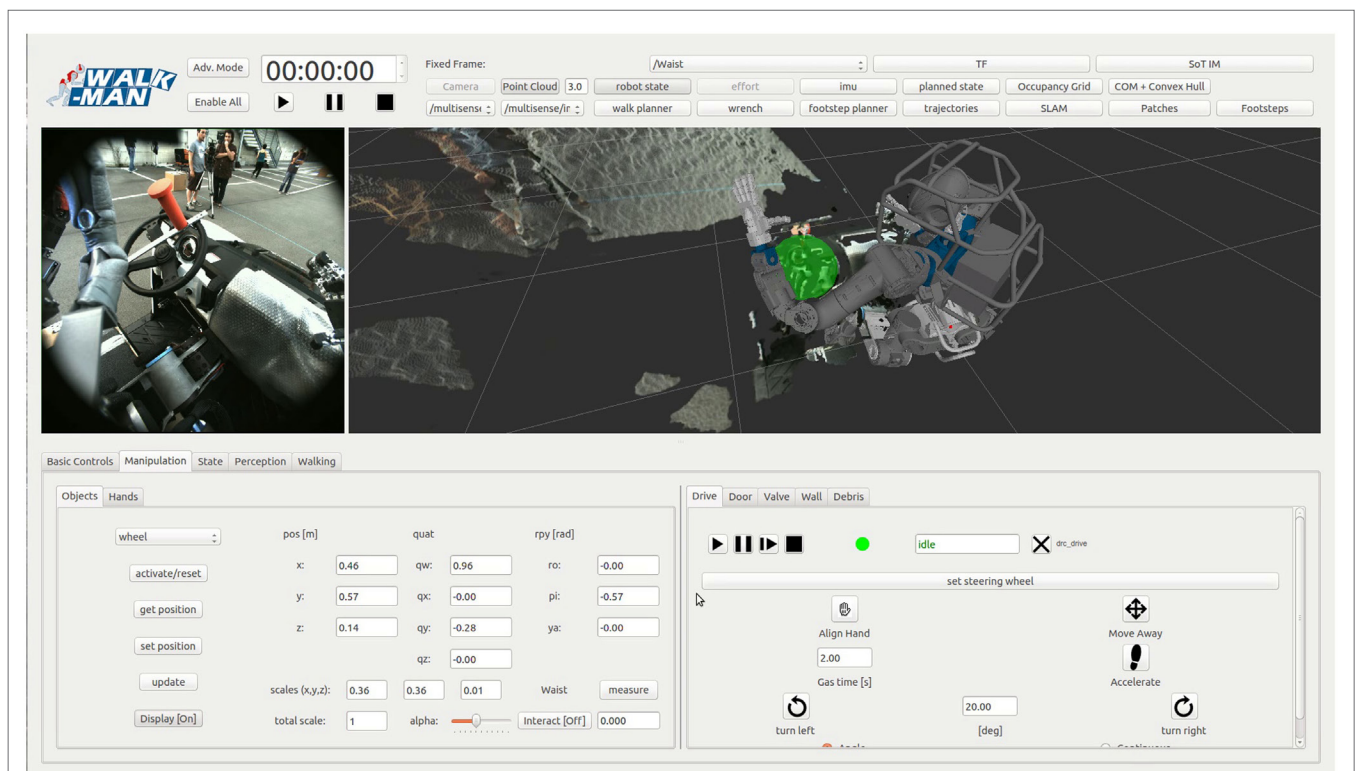 WALK
-MAN
Adv. Mode
00:00:00
Fixed Frame:
/Waist
TF
SoT IM
Camera
Point Cloud
3.0
robot state
effort
imu
planned state
Occupancy Grid
COM + Convex Hull
Enable All
/multisens
/multisense/ir
walk planner
wrench
footstep planner
trajectories
SLAM
Patches
Footsteps
Basic Controls Manipulation State Perception Walking
Objects Hands
wheel
activate/reset
get position
set position
update
Display [On]
pos [m] quat rpy [rad]
x: 0.46 qw: 0.96 ro: -0.00
y: 0.57 qx: -0.00 pi: -0.57
z: 0.14 qy: -0.28 ya: -0.00
qz: -0.00
scales (x,y,z): 0.36 0.36 0.01 Waist measure
total scale: 1 alpha: Interact [Off] 0.000
Drive Door Valve Wall Debris
idle drc_drive
set steering wheel
Align Hand Move Away
2.00
Gas time [s] Accelerate
20.00
turn left [deg] turn right
Angle Continuous